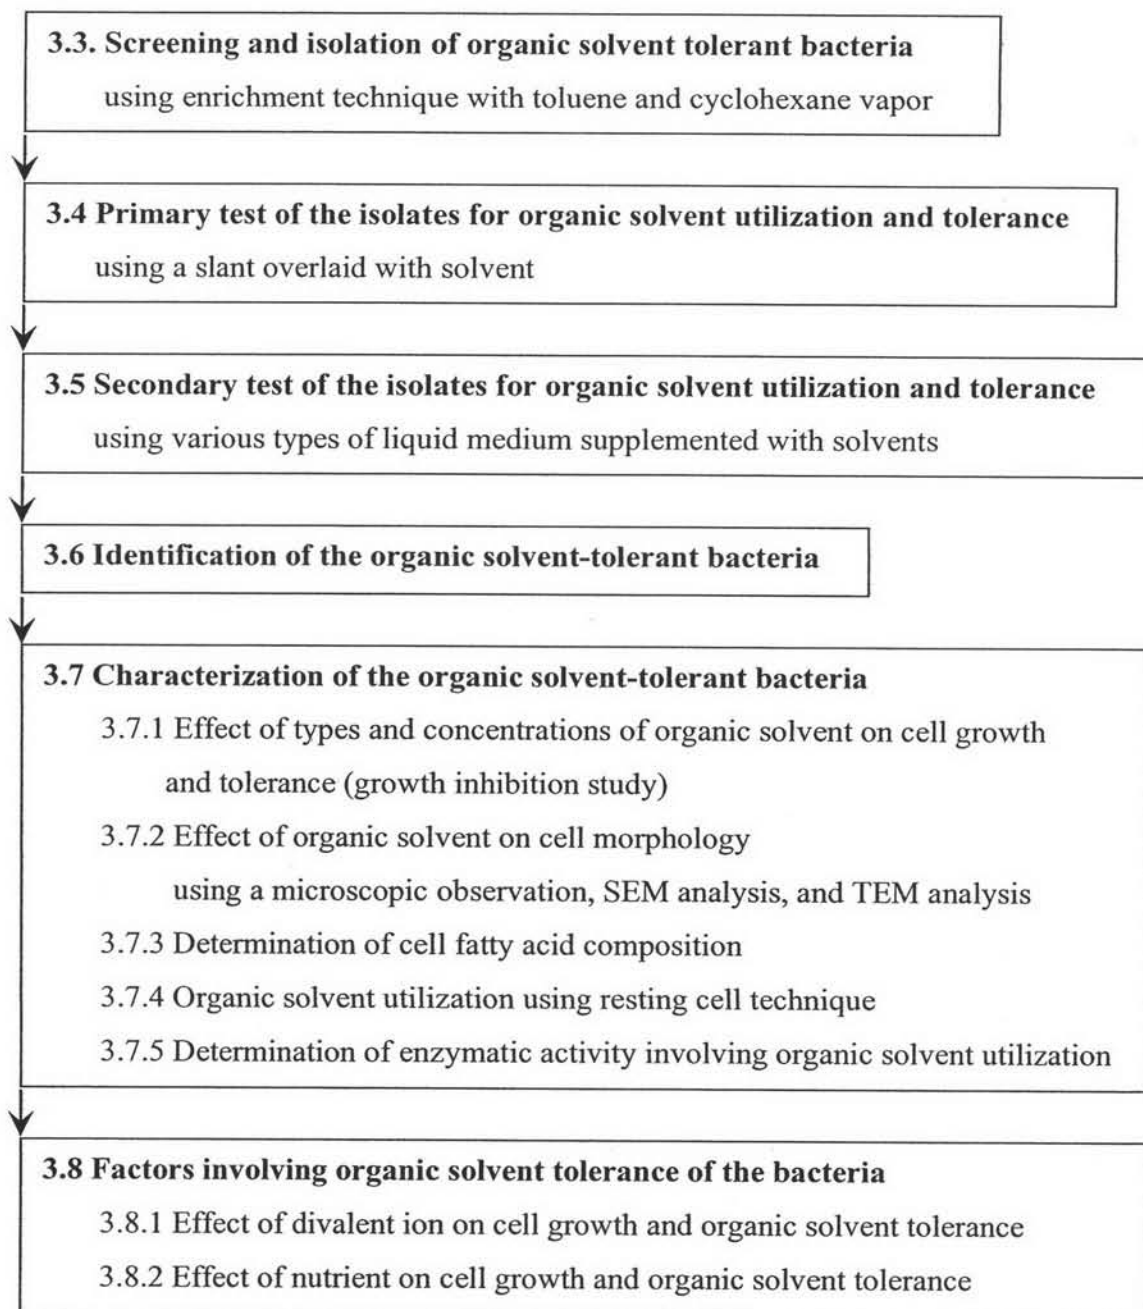 3.3. Screening and isolation of organic solvent tolerant bacteria
using enrichment technique with toluene and cyclohexane vapor
3.4 Primary test of the isolates for organic solvent utilization and tolerance
using a slant overlaid with solvent
3.5 Secondary test of the isolates for organic solvent utilization and tolerance
using various types of liquid medium supplemented with solvents
3.6 Identification of the organic solvent-tolerant bacteria
3.7 Characterization of the organic solvent-tolerant bacteria
3.7.1 Effect of types and concentrations of organic solvent on cell growth
and tolerance (growth inhibition study)
3.7.2 Effect of organic solvent on cell morphology
using a microscopic observation, SEM analysis, and TEM analysis
3.7.3 Determination of cell fatty acid composition
3.7.4 Organic solvent utilization using resting cell technique
3.7.5 Determination of enzymatic activity involving organic solvent utilization
3.8 Factors involving organic solvent tolerance of the bacteria
3.8.1 Effect of divalent ion on cell growth and organic solvent tolerance
3.8.2 Effect of nutrient on cell growth and organic solvent tolerance